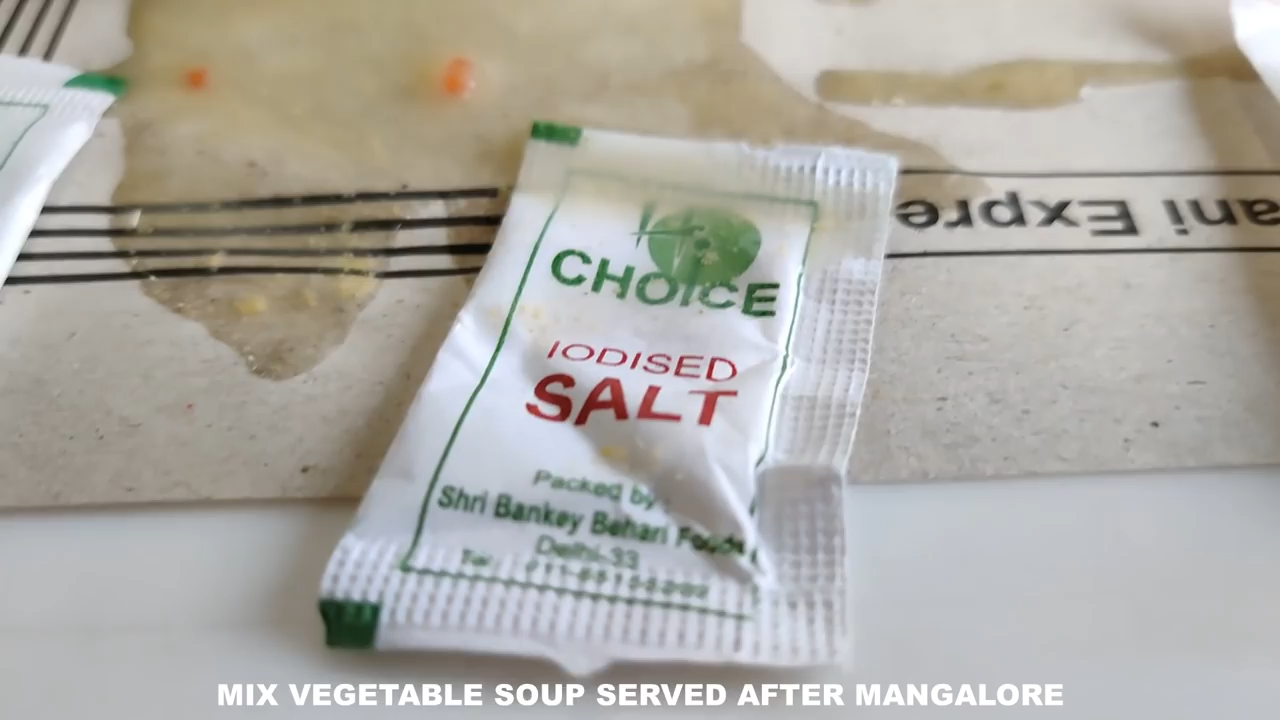 ani Expre
CHOICE
IODISED
SALT
Packed by
Shri Bankey Behari Foods
Delhi-33
Tel.
MIX VEGETABLE SOUP SERVED AFTER MANGALORE